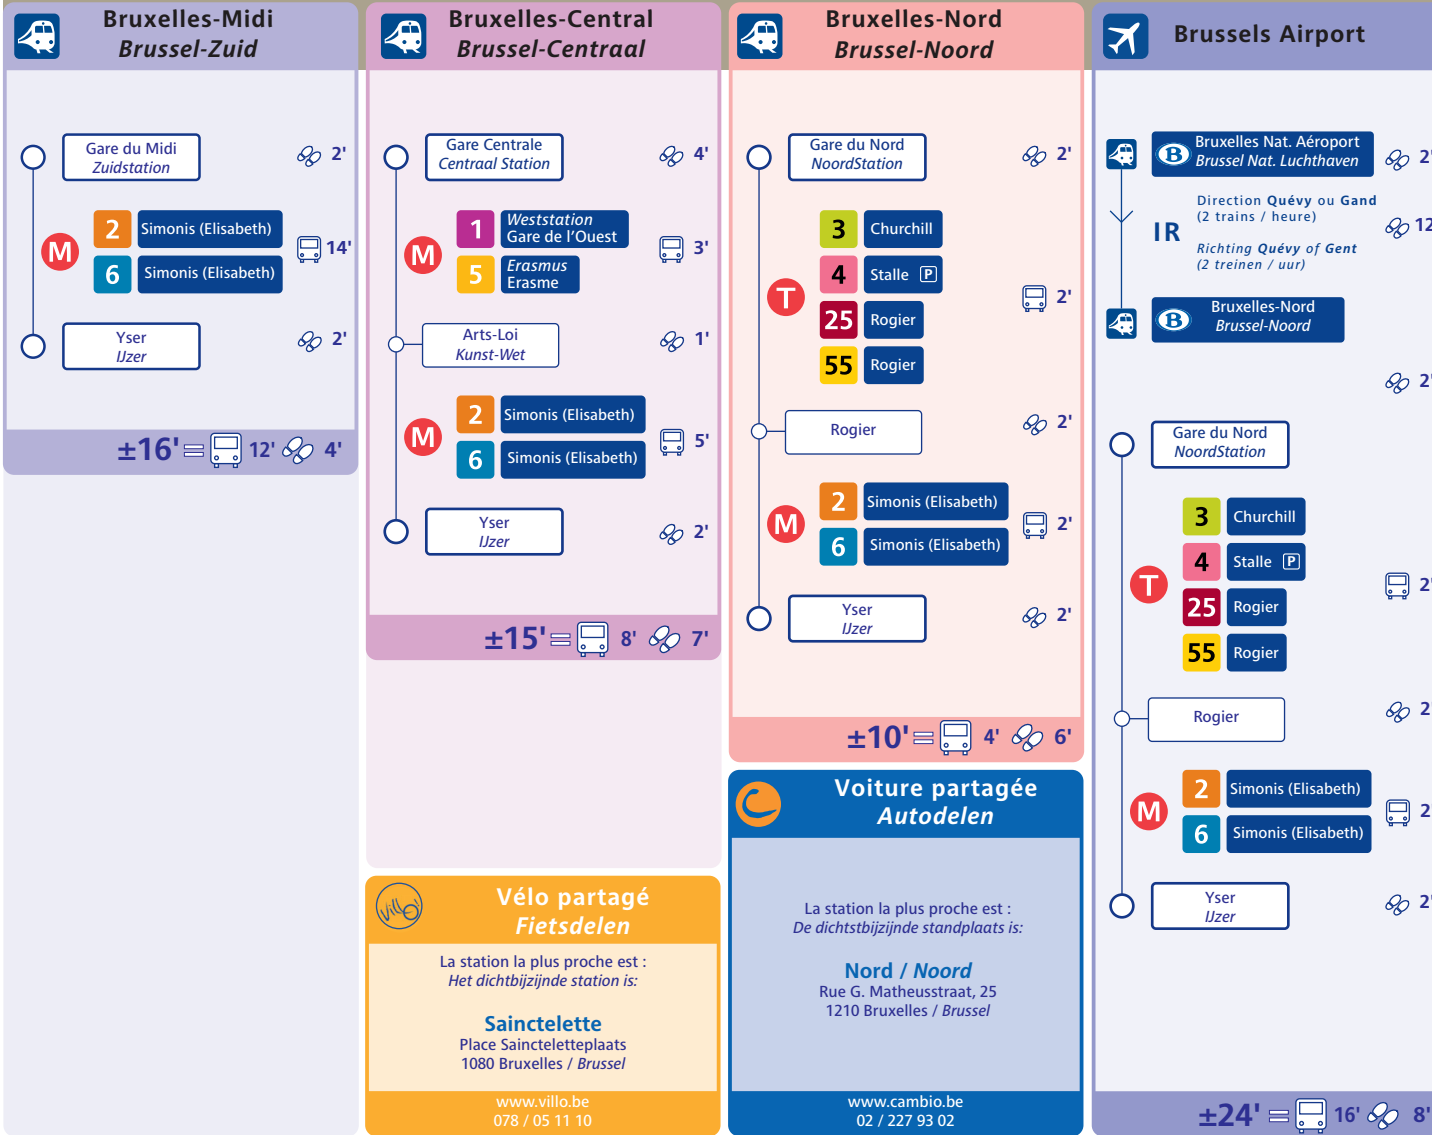 Bruxelles-Midi
Brussel-Zuid
Gare du Midi
Zuidstation
2'
M
2 Simonis (Elisabeth)
6 Simonis (Elisabeth)
14'
Yser
IJzer
2'
±16' = 12' 4'
Bruxelles-Central
Brussel-Centraal
Gare Centrale
Centraal Station
4'
M
1 Weststation
Gare de l'Ouest
5 Erasmus
Erasme
3'
Arts-Loi
Kunst-Wet
1'
M
2 Simonis (Elisabeth)
6 Simonis (Elisabeth)
5'
Yser
IJzer
2'
±15' = 8' 7'
Vélo partagé
Fietsdelen
Villo!
La station la plus proche est :
Het dichtbijzijnde station is:
Sainctelette
Place Saincteletteplaats
1080 Bruxelles / Brussel
www.villo.be
078 / 05 11 10
Bruxelles-Nord
Brussel-Noord
Gare du Nord
NoordStation
2'
T
3 Churchill
4 Stalle P
25 Rogier
55 Rogier
2'
Rogier
2'
M
2 Simonis (Elisabeth)
6 Simonis (Elisabeth)
2'
Yser
IJzer
2'
±10' = 4' 6'
Voiture partagée
Autodelen
La station la plus proche est :
De dichtstbijzijnde standplaats is:
Nord / Noord
Rue G. Matheusstraat, 25
1210 Bruxelles / Brussel
www.cambio.be
02 / 227 93 02
Brussels Airport
B Bruxelles Nat. Aéroport
Brussel Nat. Luchthaven
2'
IR
Direction Quévy ou Gand
(2 trains / heure)
Richting Quévy of Gent
(2 treinen / uur)
12
B Bruxelles-Nord
Brussel-Noord
2'
Gare du Nord
NoordStation
T
3 Churchill
4 Stalle P
25 Rogier
55 Rogier
2'
Rogier
2'
M
2 Simonis (Elisabeth)
6 Simonis (Elisabeth)
2'
Yser
IJzer
2'
±24' = 16' 8'